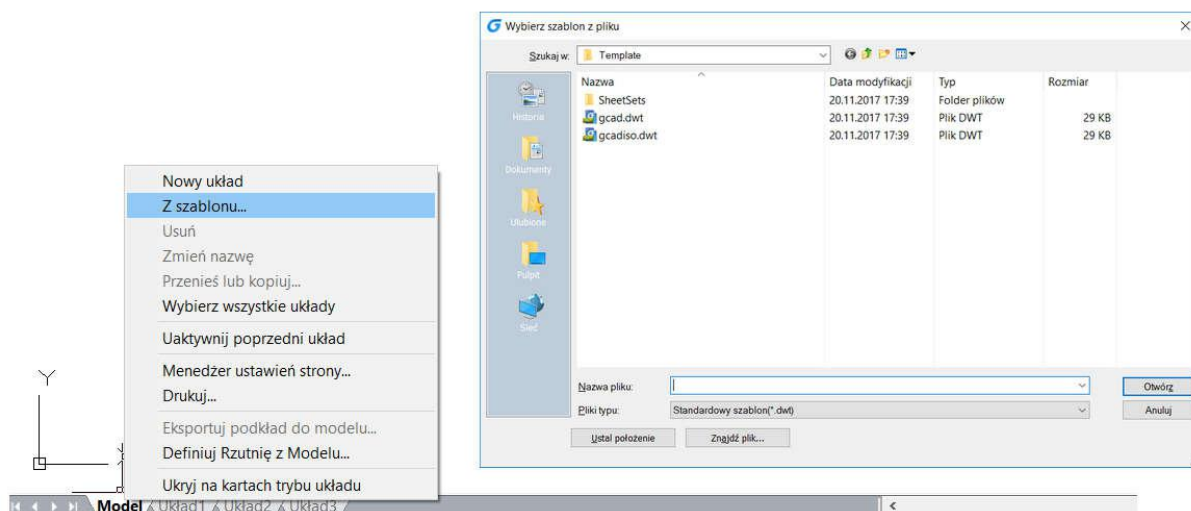 Wybierz szablon z pliku
Szukaj w: Template
Nazwa Data modyfikacji Typ Rozmiar
SheetSets 20.11.2017 17:39 Folder plików
gcad.dwt 20.11.2017 17:39 Plik DWT 29 KB
gcadiso.dwt 20.11.2017 17:39 Plik DWT 29 KB
Historia
Dokumenty
Ulubione
Pulpit
Sieć
Nazwa pliku: Otwórz
Pliki typu: Standardowy szablon(*.dwt) Anuluj
Ustal położenie Znajdź plik...
Nowy układ
Z szablonu...
Usuń
Zmień nazwę
Przenieś lub kopiuj...
Wybierz wszystkie układy
Uaktywnij poprzedni układ
Menedżer ustawień strony...
Drukuj...
Eksportuj podkład do modelu...
Definiuj Rzutnię z Modelu...
Ukryj na kartach trybu układu
Y
Model Układ1 Układ2 Układ3